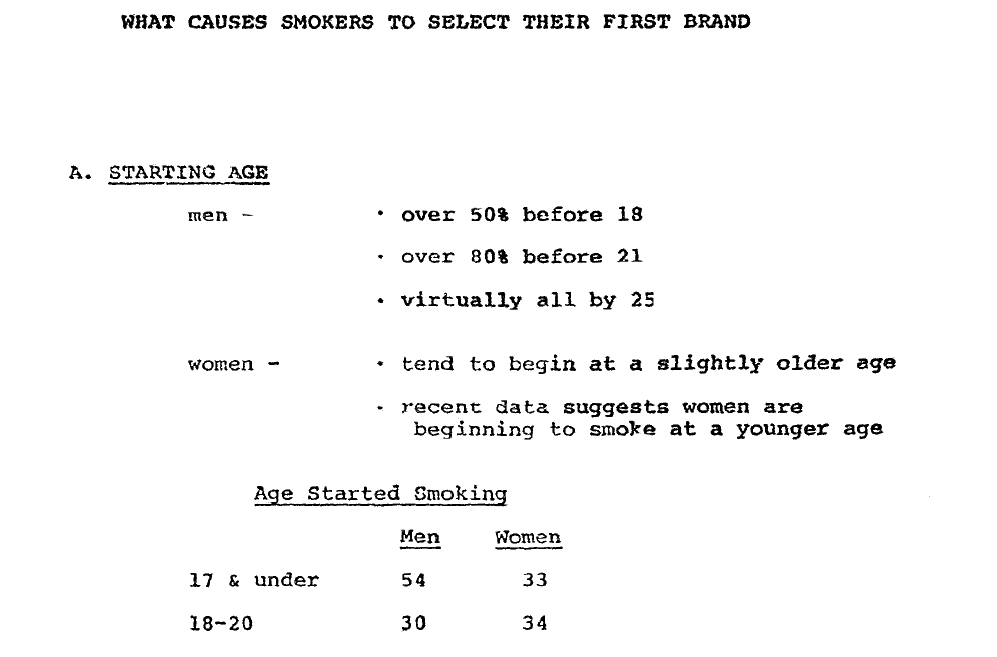 WHAT CAUSES SMOKERS TO SELECT THEIR FIRST BRAND
A. STARTING AGE
men - · over 50% before 18
· over 80% before 21
· virtually all by 25
women - · tend to begin at a slightly older age
· recent data suggests women are
beginning to smoke at a younger age
Age Started Smoking
Men Women
17 & under 54 33
18-20 30 34